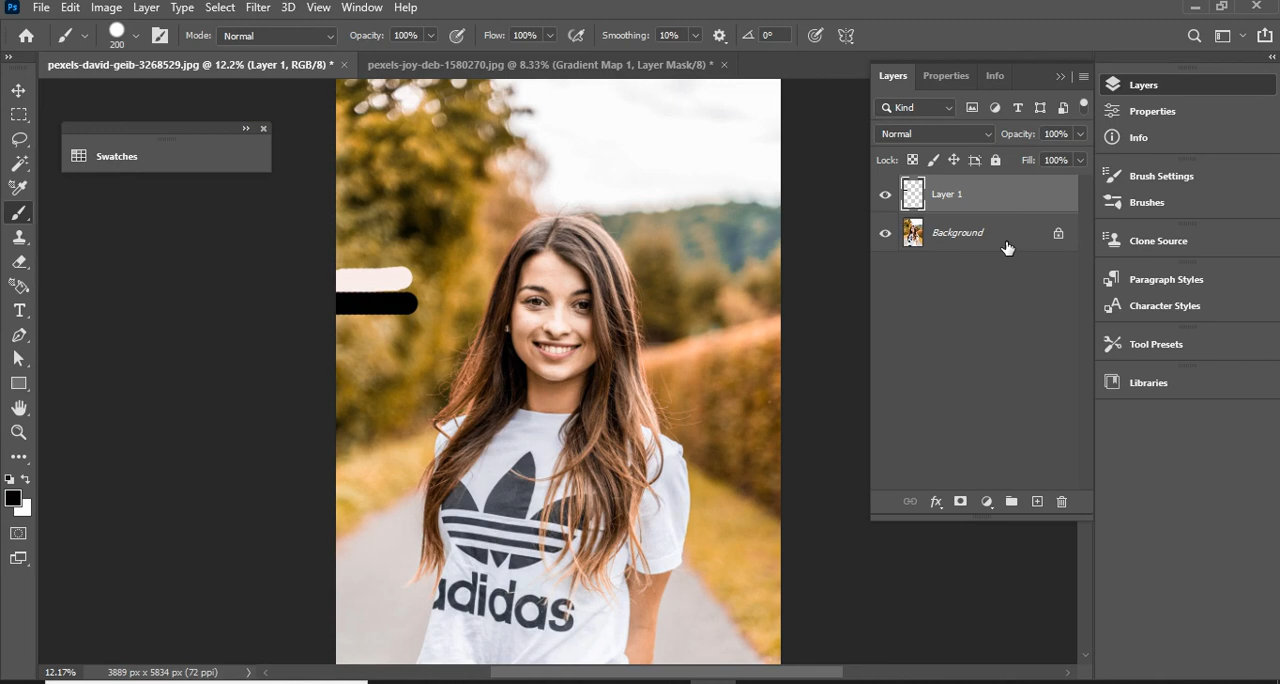 Ps File Edit Image Layer Type Select Filter 3D View Window Help
200 Mode: Normal Opacity: 100% Flow: 100% Smoothing: 10% 0°
pexels-david-geib-3268529.jpg @ 12.2% (Layer 1, RGB/8) * × pexels-joy-deb-1580270.jpg @ 8.33% (Gradient Map 1, Layer Mask/8) * ×
Swatches
Layers Properties Info
Kind
Normal Opacity: 100%
Lock: Fill: 100%
Layer 1
Background
Layers
Properties
Info
Brush Settings
Brushes
Clone Source
Paragraph Styles
Character Styles
Tool Presets
Libraries
adidas
12.17% 3889 px x 5834 px (72 ppi)